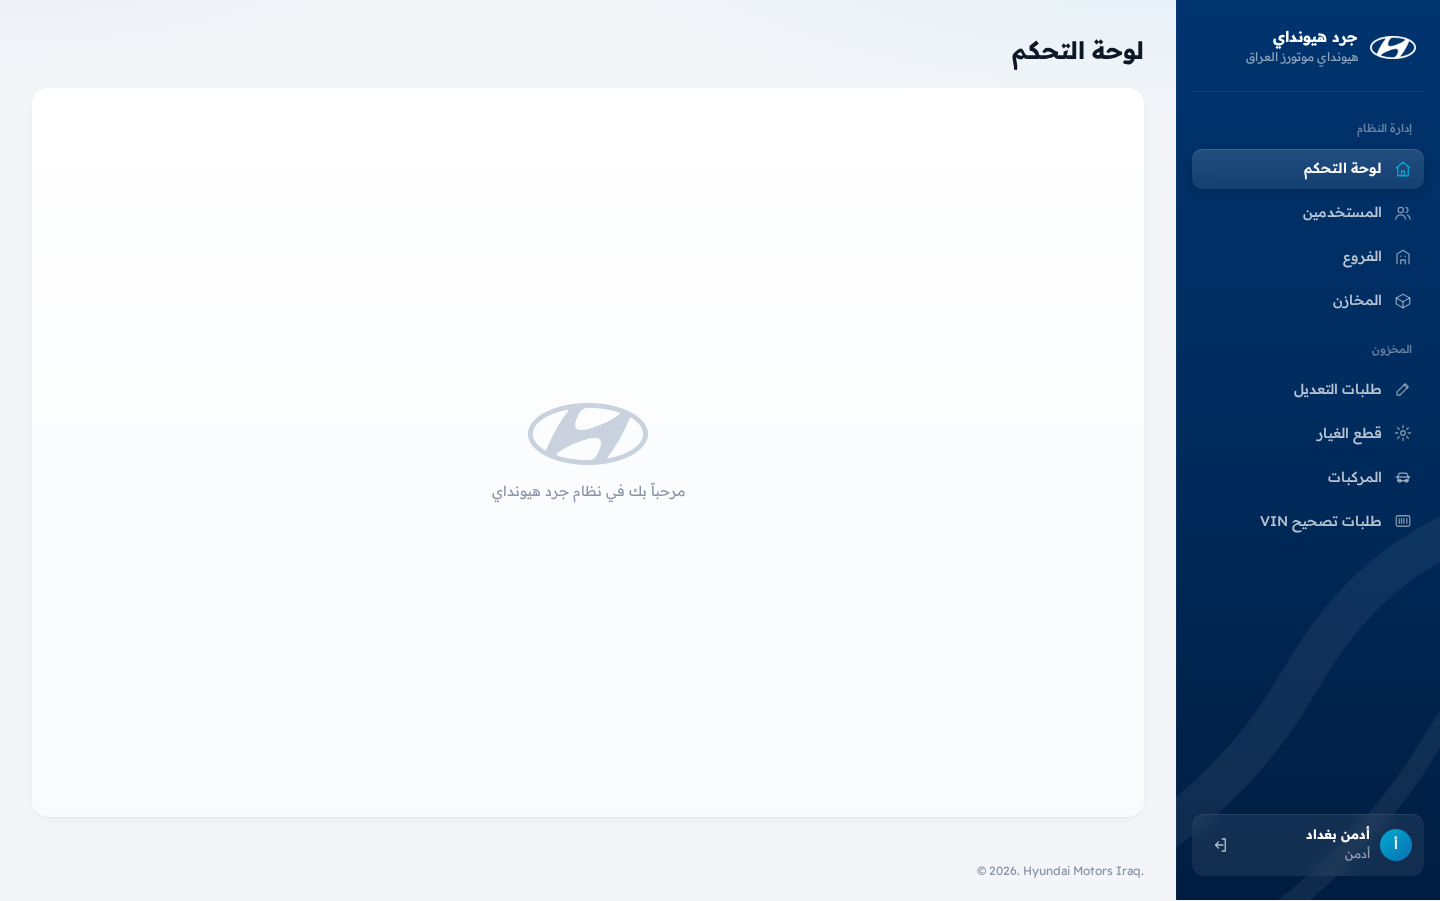 جرد هيونداي
هيونداي موتورز العراق
إدارة النظام
لوحة التحكم
المستخدمين
الفروع
المخازن
المخزون
طلبات التعديل
قطع الغيار
المركبات
طلبات تصحيح VIN
أ
أدمن بغداد
أدمن
لوحة التحكم
مرحباً بك في نظام جرد هيونداي
© 2026. Hyundai Motors Iraq.